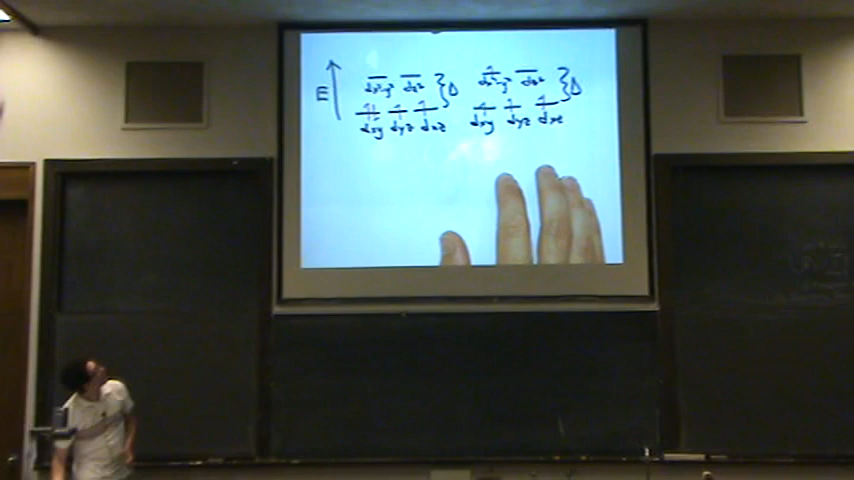 dx²-y² dz² } Δ dx²-y² dz² } Δ
E
dxy dyz dxz dxy dyz dxz